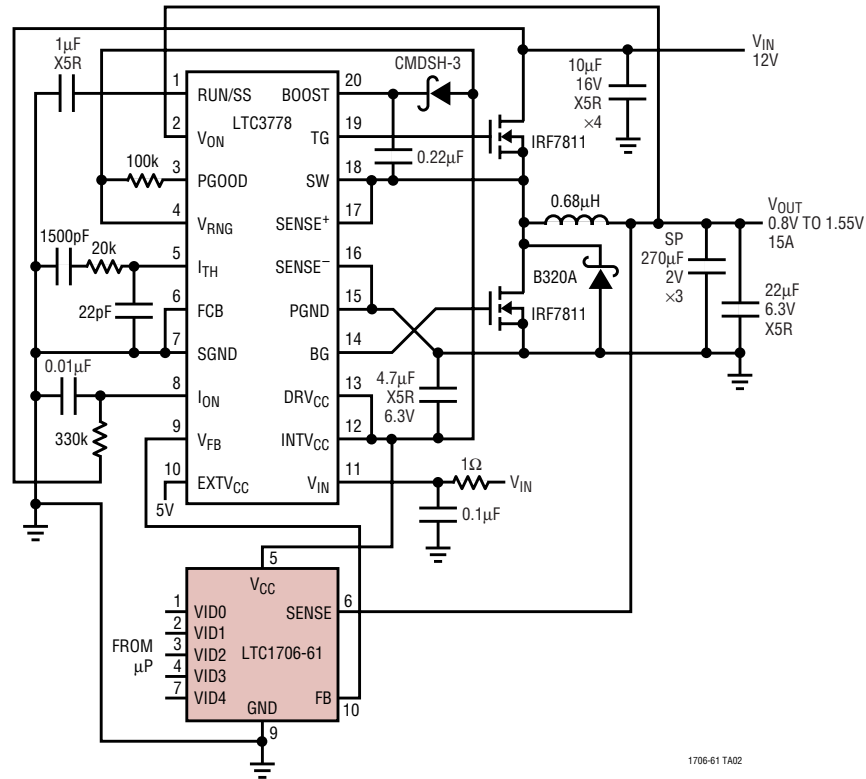 1µF
X5R
CMDSH-3
V_IN
12V
10µF
16V
X5R
×4
1
RUN/SS
BOOST
20
LTC3778
2
V_ON
TG
19
IRF7811
100k
0.22µF
3
PGOOD
SW
18
0.68µH
V_OUT
0.8V TO 1.55V
15A
4
V_RNG
SENSE⁺
17
1500pF
20k
5
I_TH
SENSE⁻
16
SP
270µF
2V
×3
B320A
22pF
6
FCB
PGND
15
IRF7811
22µF
6.3V
X5R
7
SGND
BG
14
0.01µF
4.7µF
X5R
6.3V
8
I_ON
DRV_CC
13
330k
9
V_FB
INTV_CC
12
1Ω
10
EXTV_CC
V_IN
11
V_IN
5V
0.1µF
5
V_CC
1
VID0
SENSE
6
2
VID1
FROM
µP
3
VID2
LTC1706-61
4
VID3
7
VID4
FB
10
GND
9
1706-61 TA02